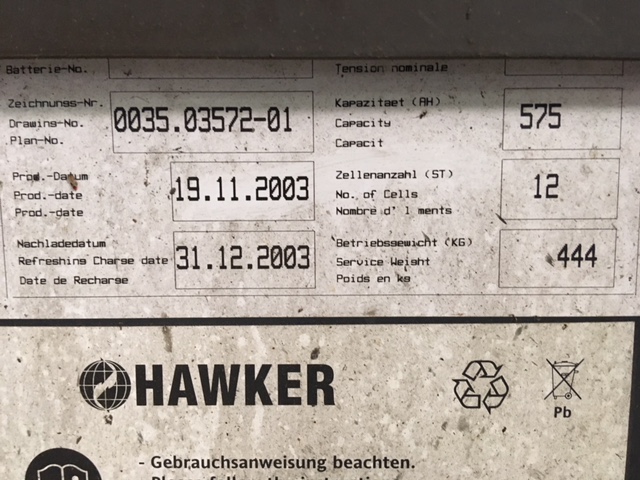 Batterie-No.
Tension nominale
Zeichnungs-Nr.
Drawing-No.
Plan-No.
0035.03572-01
Kapazitaet (AH)
Capacity
Capacit
575
Prod.-Datum
Prod.-date
Prod.-date
19.11.2003
Zellenanzahl (ST)
No. of Cells
Nombre d' l ments
12
Nachladedatum
Refreshing Charge date
Date de Recharge
31.12.2003
Betriebsgewicht (KG)
Service Weight
Poids en kg
444
HAWKER
Pb
- Gebrauchsanweisung beachten.